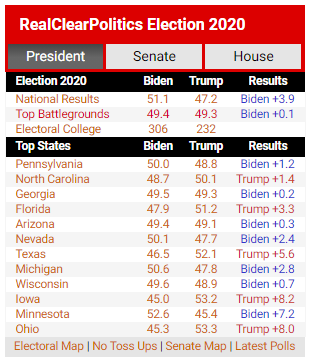 RealClearPolitics Election 2020
President Senate House
Election 2020 Biden Trump Results
National Results 51.1 47.2 Biden +3.9
Top Battlegrounds 49.4 49.3 Biden +0.1
Electoral College 306 232
Top States Biden Trump Results
Pennsylvania 50.0 48.8 Biden +1.2
North Carolina 48.7 50.1 Trump +1.4
Georgia 49.5 49.3 Biden +0.2
Florida 47.9 51.2 Trump +3.3
Arizona 49.4 49.1 Biden +0.3
Nevada 50.1 47.7 Biden +2.4
Texas 46.5 52.1 Trump +5.6
Michigan 50.6 47.8 Biden +2.8
Wisconsin 49.6 48.9 Biden +0.7
Iowa 45.0 53.2 Trump +8.2
Minnesota 52.6 45.4 Biden +7.2
Ohio 45.3 53.3 Trump +8.0
Electoral Map | No Toss Ups | Senate Map | Latest Polls